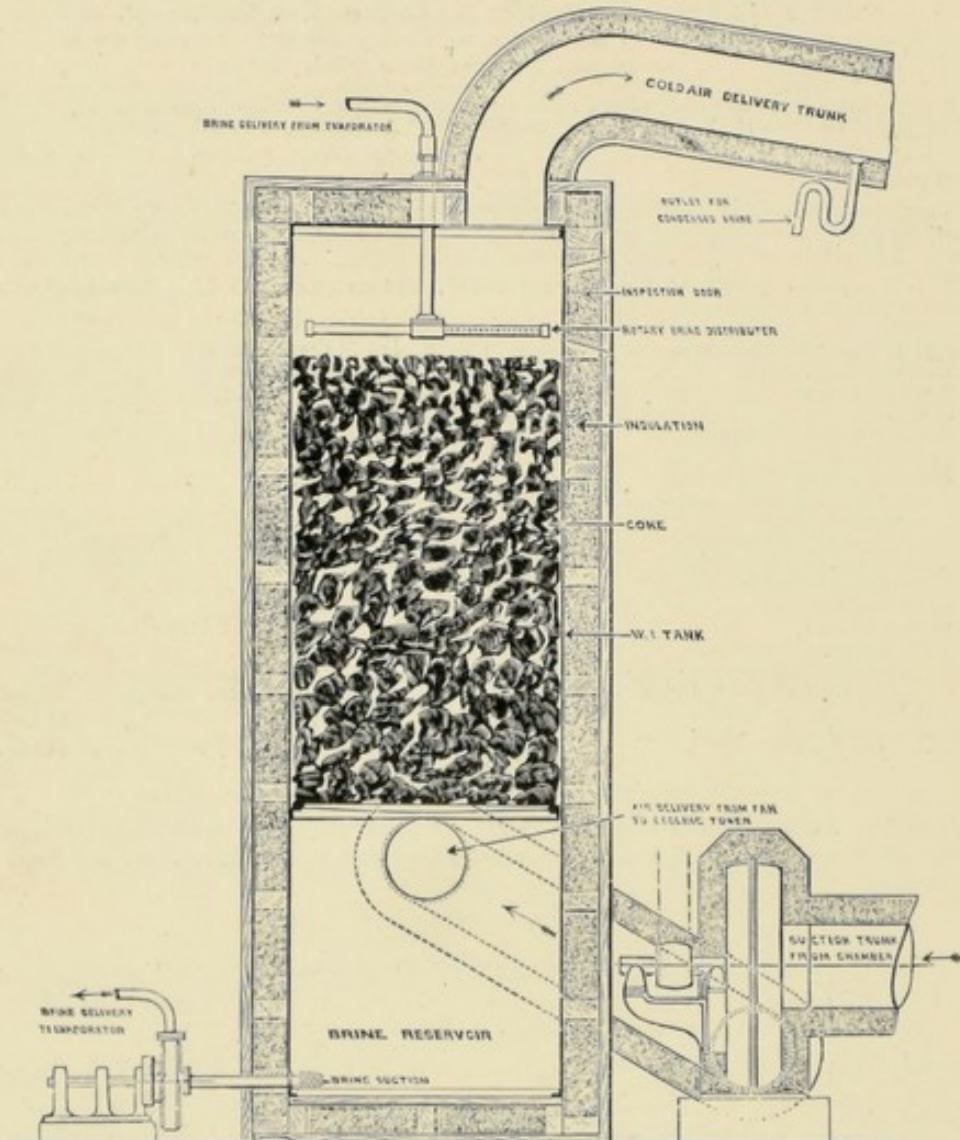 COLD AIR DELIVERY TRUNK
BRINE DELIVERY FROM EVAPORATOR
OUTLET FOR
CONDENSED BRINE
INSPECTION DOOR
ROTARY BRINE DISTRIBUTER
INSULATION
COKE
W.I. TANK
AIR DELIVERY FROM FAN
TO COOLING TOWER
SUCTION TRUNK
FROM CHAMBER
BRINE DELIVERY
TO EVAPORATOR
BRINE RESERVOIR
BRINE SUCTION